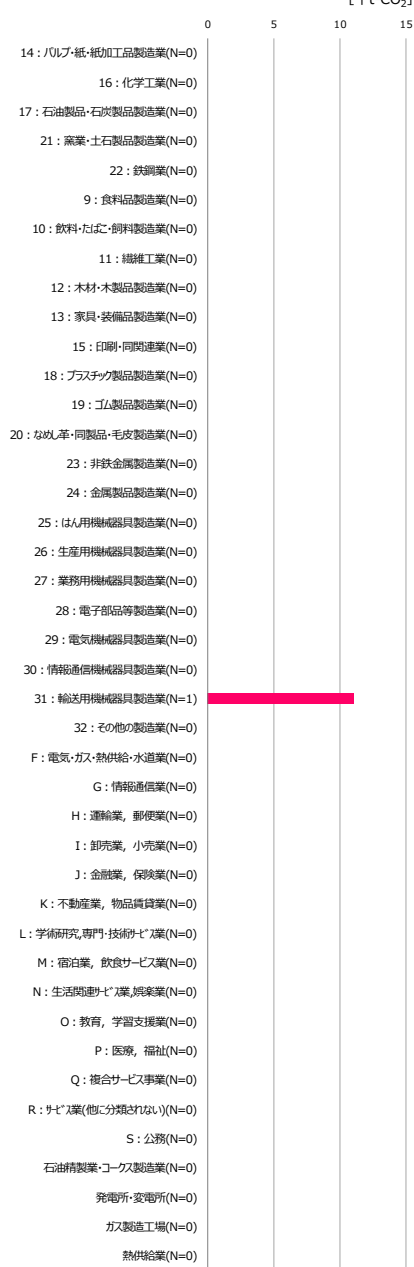 [千t-CO₂]
0 5 10 15
14：パルプ・紙・紙加工品製造業(N=0)
16：化学工業(N=0)
17：石油製品・石炭製品製造業(N=0)
21：窯業・土石製品製造業(N=0)
22：鉄鋼業(N=0)
9：食料品製造業(N=0)
10：飲料・たばこ・飼料製造業(N=0)
11：繊維工業(N=0)
12：木材・木製品製造業(N=0)
13：家具・装備品製造業(N=0)
15：印刷・同関連業(N=0)
18：プラスチック製品製造業(N=0)
19：ゴム製品製造業(N=0)
20：なめし革・同製品・毛皮製造業(N=0)
23：非鉄金属製造業(N=0)
24：金属製品製造業(N=0)
25：はん用機械器具製造業(N=0)
26：生産用機械器具製造業(N=0)
27：業務用機械器具製造業(N=0)
28：電子部品等製造業(N=0)
29：電気機械器具製造業(N=0)
30：情報通信機械器具製造業(N=0)
31：輸送用機械器具製造業(N=1)
32：その他の製造業(N=0)
F：電気・ガス・熱供給・水道業(N=0)
G：情報通信業(N=0)
H：運輸業，郵便業(N=0)
I：卸売業，小売業(N=0)
J：金融業，保険業(N=0)
K：不動産業，物品賃貸業(N=0)
L：学術研究,専門・技術ｻｰﾋﾞｽ業(N=0)
M：宿泊業，飲食サービス業(N=0)
N：生活関連ｻｰﾋﾞｽ業,娯楽業(N=0)
O：教育，学習支援業(N=0)
P：医療，福祉(N=0)
Q：複合サービス事業(N=0)
R：ｻｰﾋﾞｽ業(他に分類されない)(N=0)
S：公務(N=0)
石油精製業・コークス製造業(N=0)
発電所・変電所(N=0)
ガス製造工場(N=0)
熱供給業(N=0)